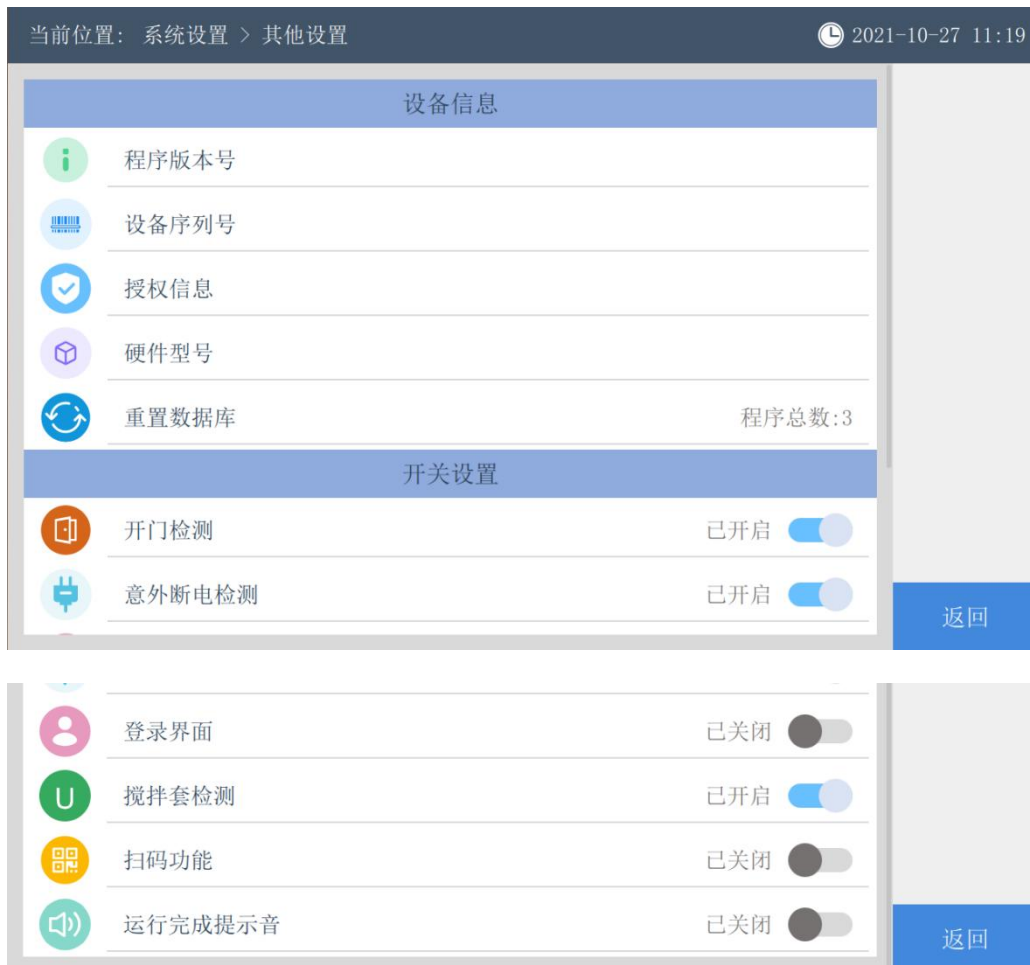 当前位置: 系统设置 > 其他设置 2021-10-27 11:19
设备信息
程序版本号
设备序列号
授权信息
硬件型号
重置数据库 程序总数:3
开关设置
开门检测 已开启
意外断电检测 已开启
返回
登录界面 已关闭
U 搅拌套检测 已开启
扫码功能 已关闭
运行完成提示音 已关闭
返回